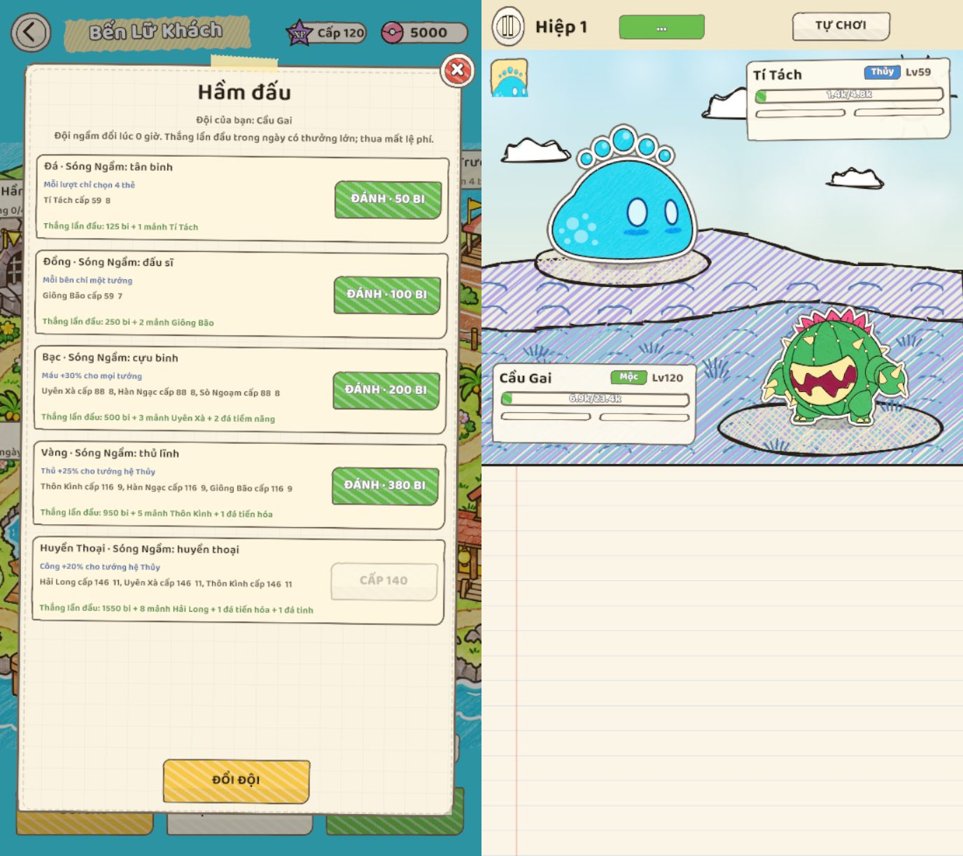 Bến Lữ Khách
XP
Cấp 120
5000
Hầm đấu
Đội của bạn: Cầu Gai
Đội ngầm đổi lúc 0 giờ. Thắng lần đầu trong ngày có thưởng lớn; thua mất lệ phí.
Đá · Sóng Ngầm: tân binh
Mỗi lượt chỉ chọn 4 thẻ
Tí Tách cấp 59 8
Thắng lần đầu: 125 bi + 1 mảnh Tí Tách
ĐÁNH · 50 BI
Đồng · Sóng Ngầm: đấu sĩ
Mỗi bên chỉ một tướng
Giông Bão cấp 59 7
Thắng lần đầu: 250 bi + 2 mảnh Giông Bão
ĐÁNH · 100 BI
Bạc · Sóng Ngầm: cựu binh
Máu +30% cho mọi tướng
Uyên Xà cấp 88 8, Hàn Ngạc cấp 88 8, Sò Ngoạm cấp 88 8
Thắng lần đầu: 500 bi + 3 mảnh Uyên Xà + 2 đá tiềm năng
ĐÁNH · 200 BI
Vàng · Sóng Ngầm: thủ lĩnh
Thủ +25% cho tướng hệ Thủy
Thôn Kình cấp 116 9, Hàn Ngạc cấp 116 9, Giông Bão cấp 116 9
Thắng lần đầu: 950 bi + 5 mảnh Thôn Kình + 1 đá tiến hóa
ĐÁNH · 380 BI
Huyền Thoại · Sóng Ngầm: huyền thoại
Công +20% cho tướng hệ Thủy
Hải Long cấp 146 11, Uyên Xà cấp 146 11, Thôn Kình cấp 146 11
Thắng lần đầu: 1550 bi + 8 mảnh Hải Long + 1 đá tiến hóa + 1 đá tinh
CẤP 140
ĐỔI ĐỘI
Hiệp 1
...
TỰ CHƠI
Tí Tách
Thủy
Lv59
1.4k/4.8k
Cầu Gai
Mộc
Lv120
6.9k/23.4k